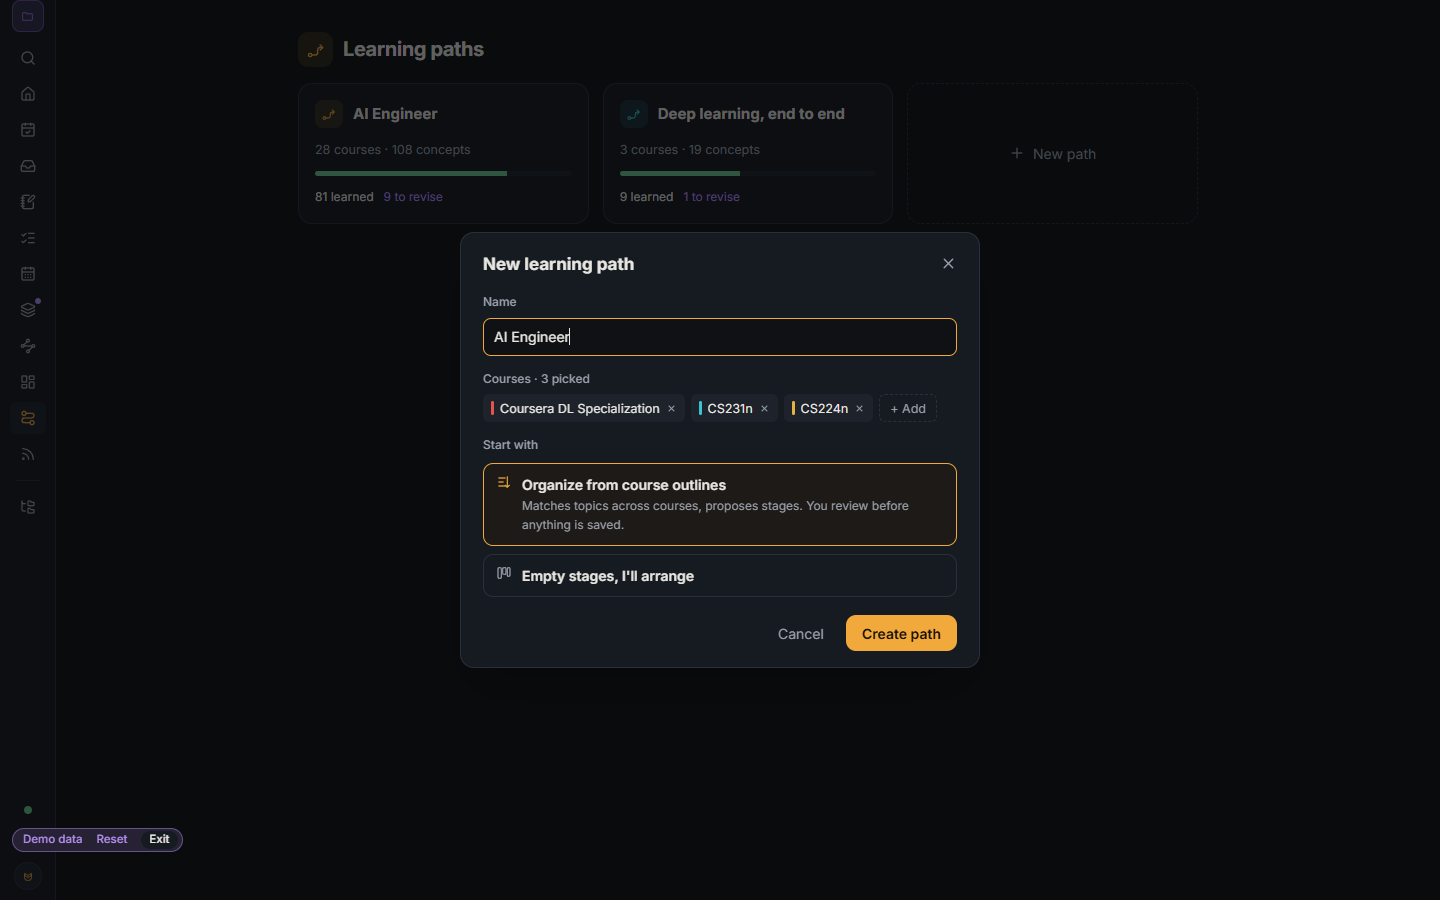 Learning paths
AI Engineer
28 courses · 108 concepts
81 learned 9 to revise
Deep learning, end to end
3 courses · 19 concepts
9 learned 1 to revise
+ New path
New learning path
Name
AI Engineer
Courses · 3 picked
Coursera DL Specialization × CS231n × CS224n × + Add
Start with
Organize from course outlines
Matches topics across courses, proposes stages. You review before
anything is saved.
Empty stages, I'll arrange
Cancel Create path
Demo data Reset Exit